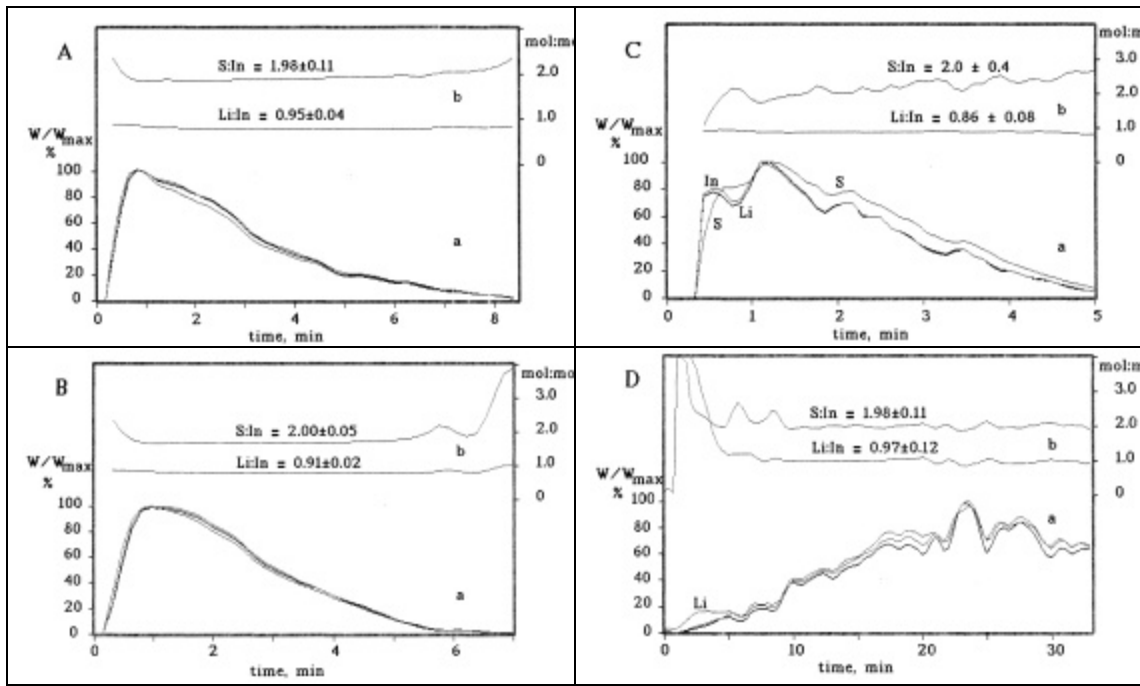 A
mol:mo
S:In = 1.98±0.11
2.0
b
Li:In = 0.95±0.04
1.0
W/Wmax
%
0
100
80
60
40
a
20
0
0 2 4 6 8
time, min
C
mol:m
3.0
S:In = 2.0 ± 0.4
2.0
b
Li:In = 0.86 ± 0.08
1.0
W/Wmax
%
0
100
In
S
80
Li
S
60
40
a
20
0
0 1 2 3 4 5
time, min
B
mol:mo
3.0
S:In = 2.00±0.05
2.0
b
Li:In = 0.91±0.02
1.0
W/Wmax
%
0
100
80
60
40
a
20
0
0 2 4 6
time, min
D
mol:m
3.0
S:In = 1.98±0.11
2.0
b
Li:In = 0.97±0.12
1.0
W/Wmax
%
0
100
a
80
60
40
Li
20
0
0 10 20 30
time, min